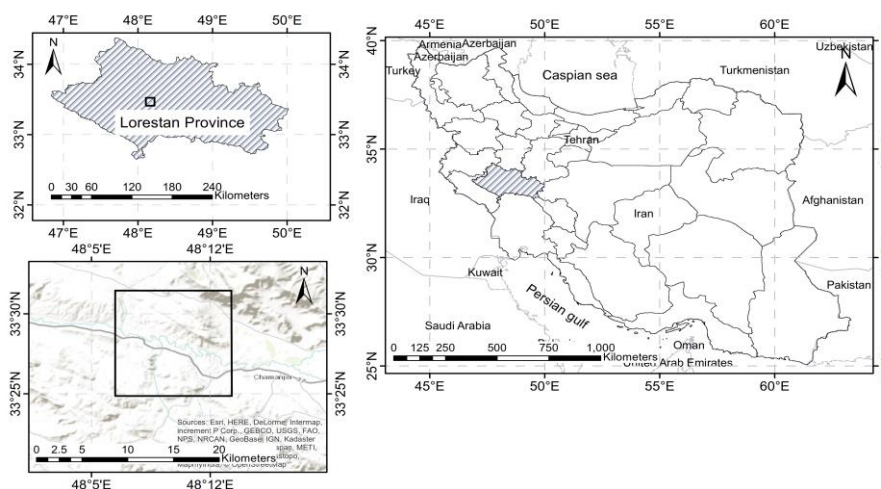 47°E 48°E 49°E 50°E
34°N
33°N
32°N
N
Lorestan Province
0 30 60 120 180 240
Kilometers
34°N
33°N
32°N
47°E 48°E 49°E 50°E
48°5'E 48°12'E
33°30'N
33°25'N
N
Sources: Esri, HERE, DeLorme, Intermap,
increment P Corp., GEBCO, USGS, FAO,
NPS, NRCAN, GeoBase, IGN, Kadaster
METI,
MapmyIndia, © OpenStreetMap
0 2.5 5 10 15 20
Kilometers
33°30'N
33°25'N
48°5'E 48°12'E
45°E 50°E 55°E 60°E
40°N
35°N
30°N
25°N
Armenia Azerbaijan
Azerbaijan
Turkey
Caspian sea
Uzbekistan
Turkmenistan
N
Tehran
Iraq
Iran
Afghanistan
Kuwait
Pakistan
Persian gulf
Saudi Arabia
Oman
United Arab Emirates
0 125 250 500 750 1,000
Kilometers
40°N
35°N
30°N
25°N
45°E 50°E 55°E 60°E